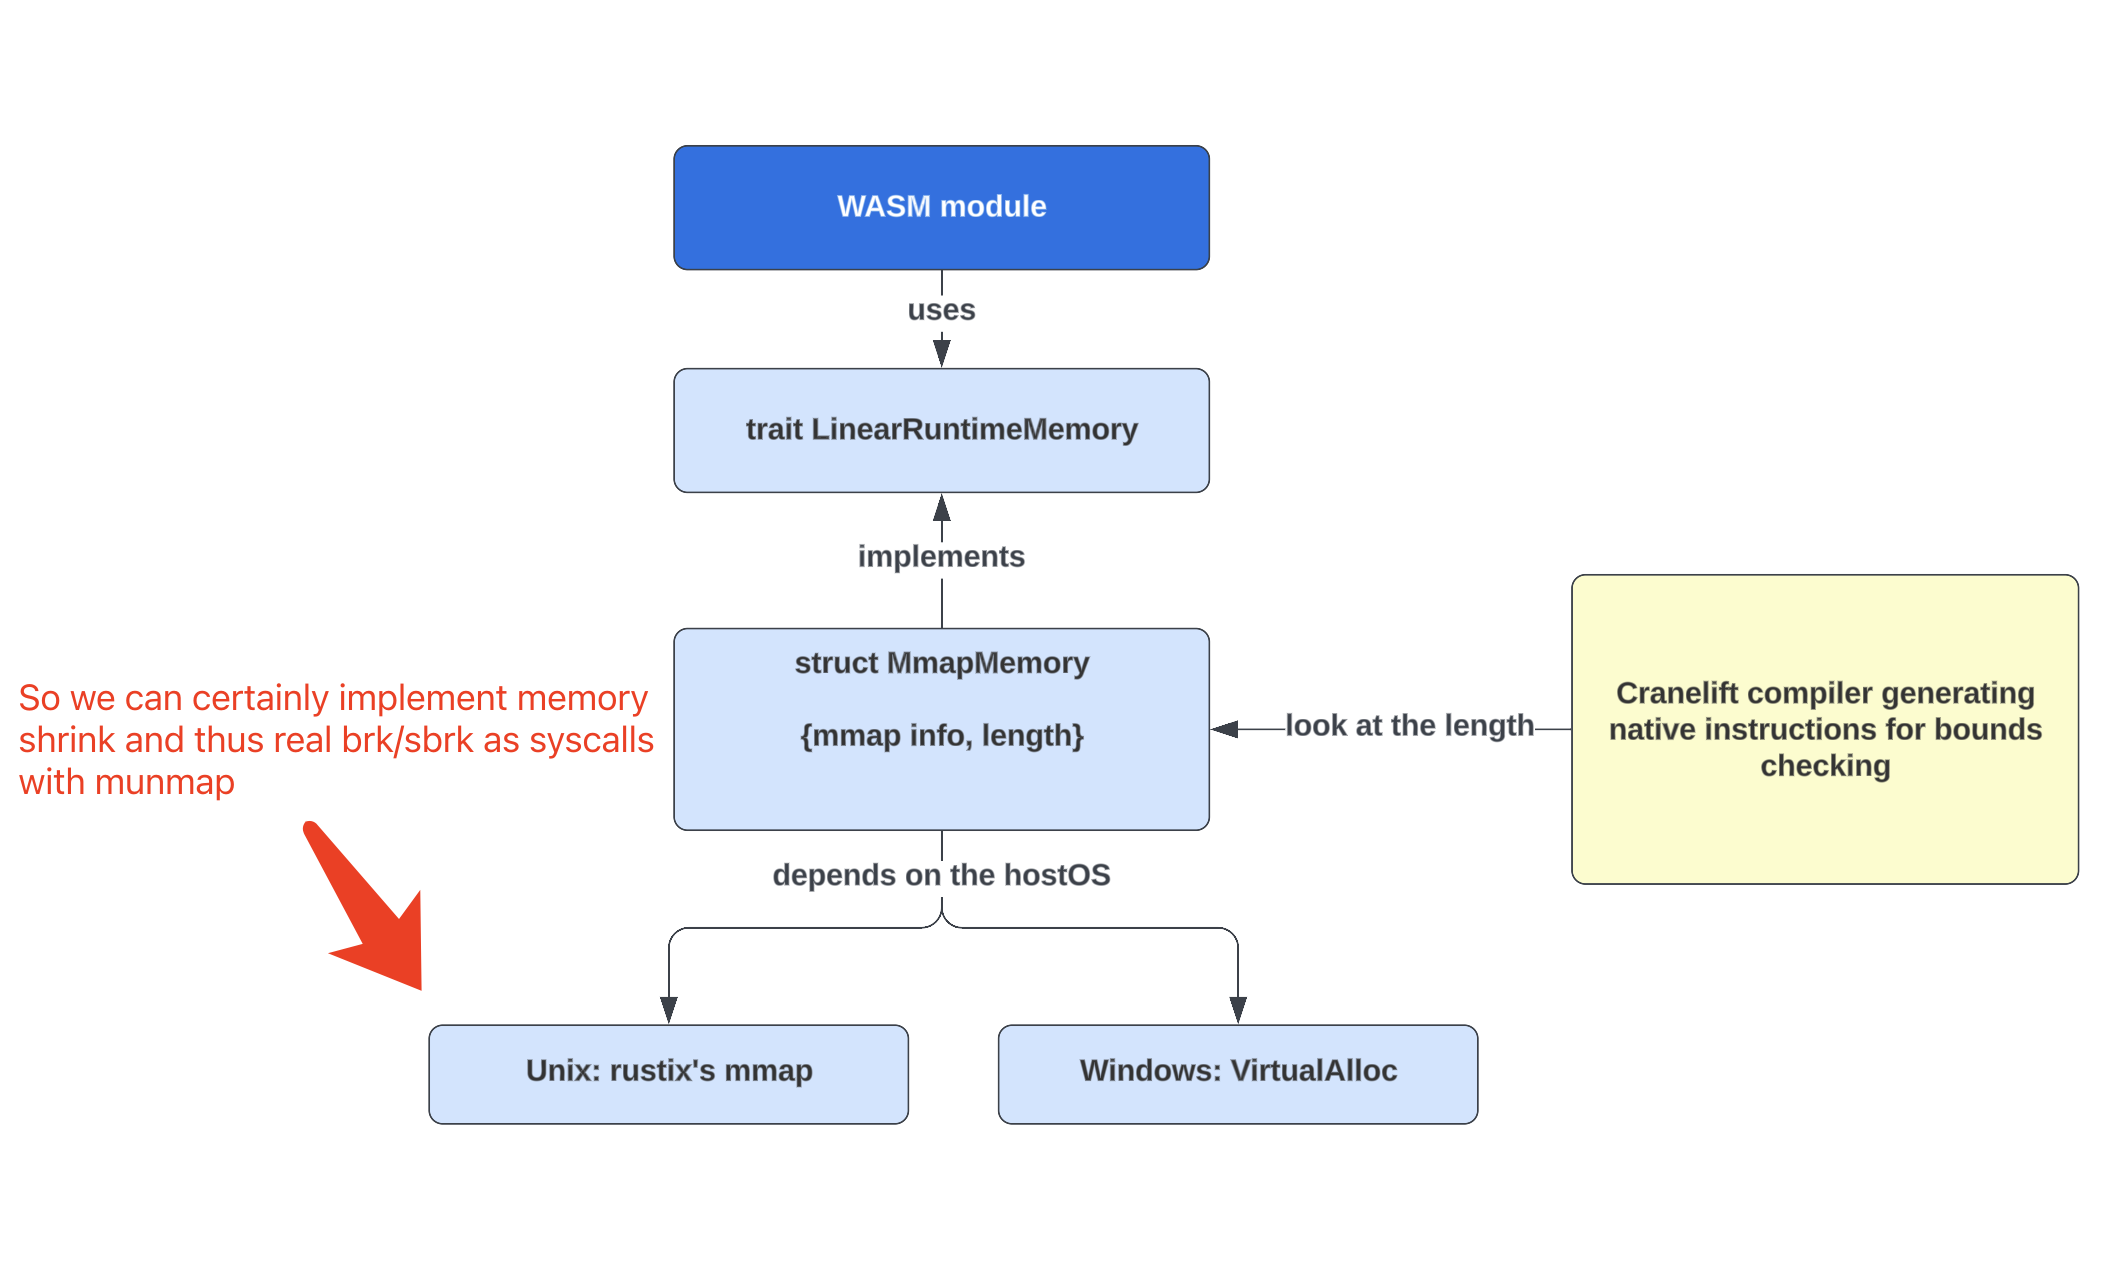 WASM module
uses
trait LinearRuntimeMemory
implements
struct MmapMemory
{mmap info, length}
look at the length
Cranelift compiler generating
native instructions for bounds
checking
So we can certainly implement memory
shrink and thus real brk/sbrk as syscalls
with munmap
depends on the hostOS
Unix: rustix's mmap
Windows: VirtualAlloc